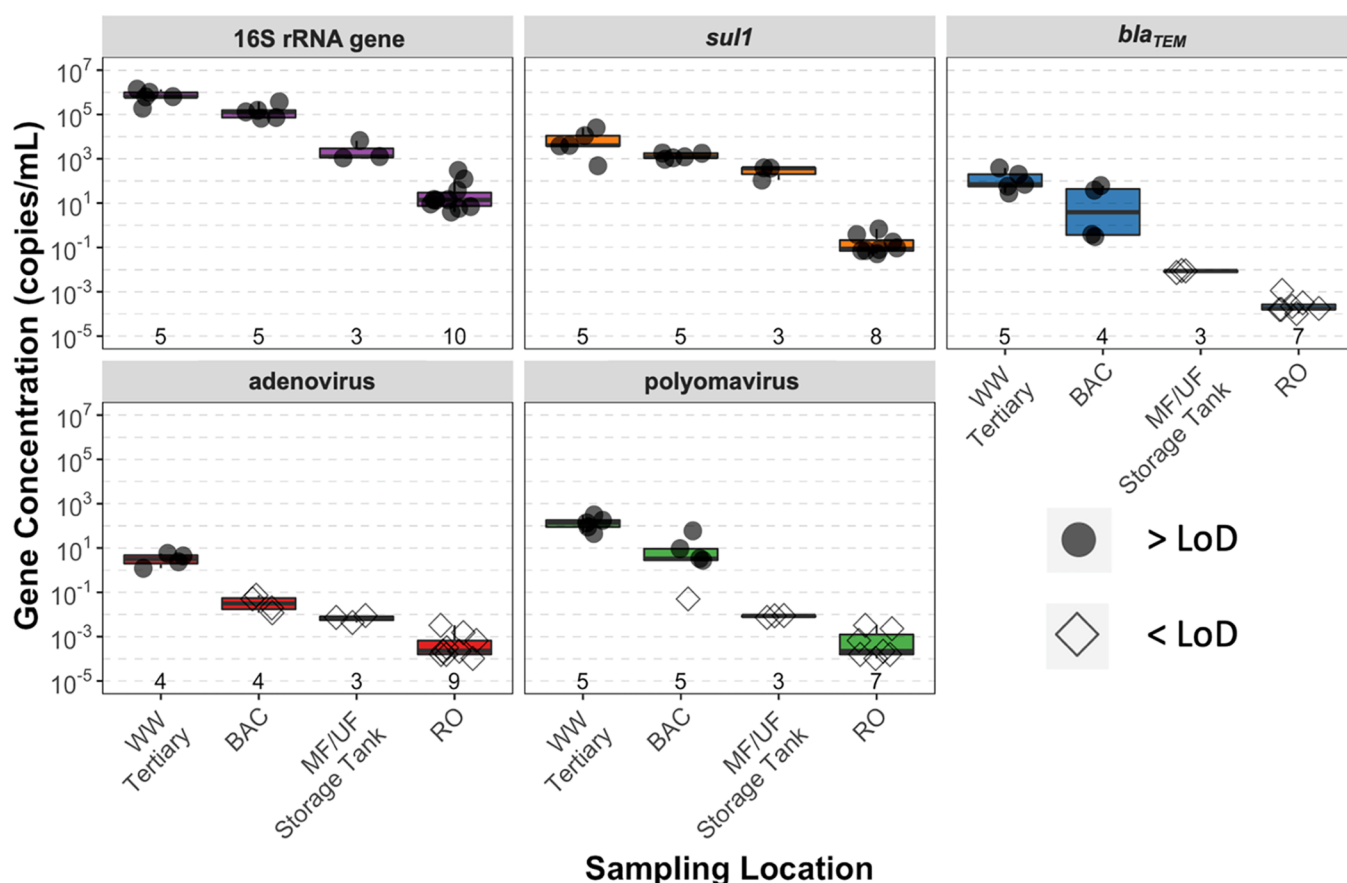 16S rRNA gene
sul1
blaTEM
Gene Concentration (copies/mL)
10^7
10^5
10^3
10^1
10^-1
10^-3
10^-5
5 5 3 10
5 5 3 8
5 4 3 7
WW Tertiary
BAC
MF/UF Storage Tank
RO
adenovirus
polyomavirus
10^7
10^5
10^3
10^1
10^-1
10^-3
10^-5
4 4 3 9
5 5 3 7
WW Tertiary
BAC
MF/UF Storage Tank
RO
WW Tertiary
BAC
MF/UF Storage Tank
RO
> LoD
< LoD
Sampling Location